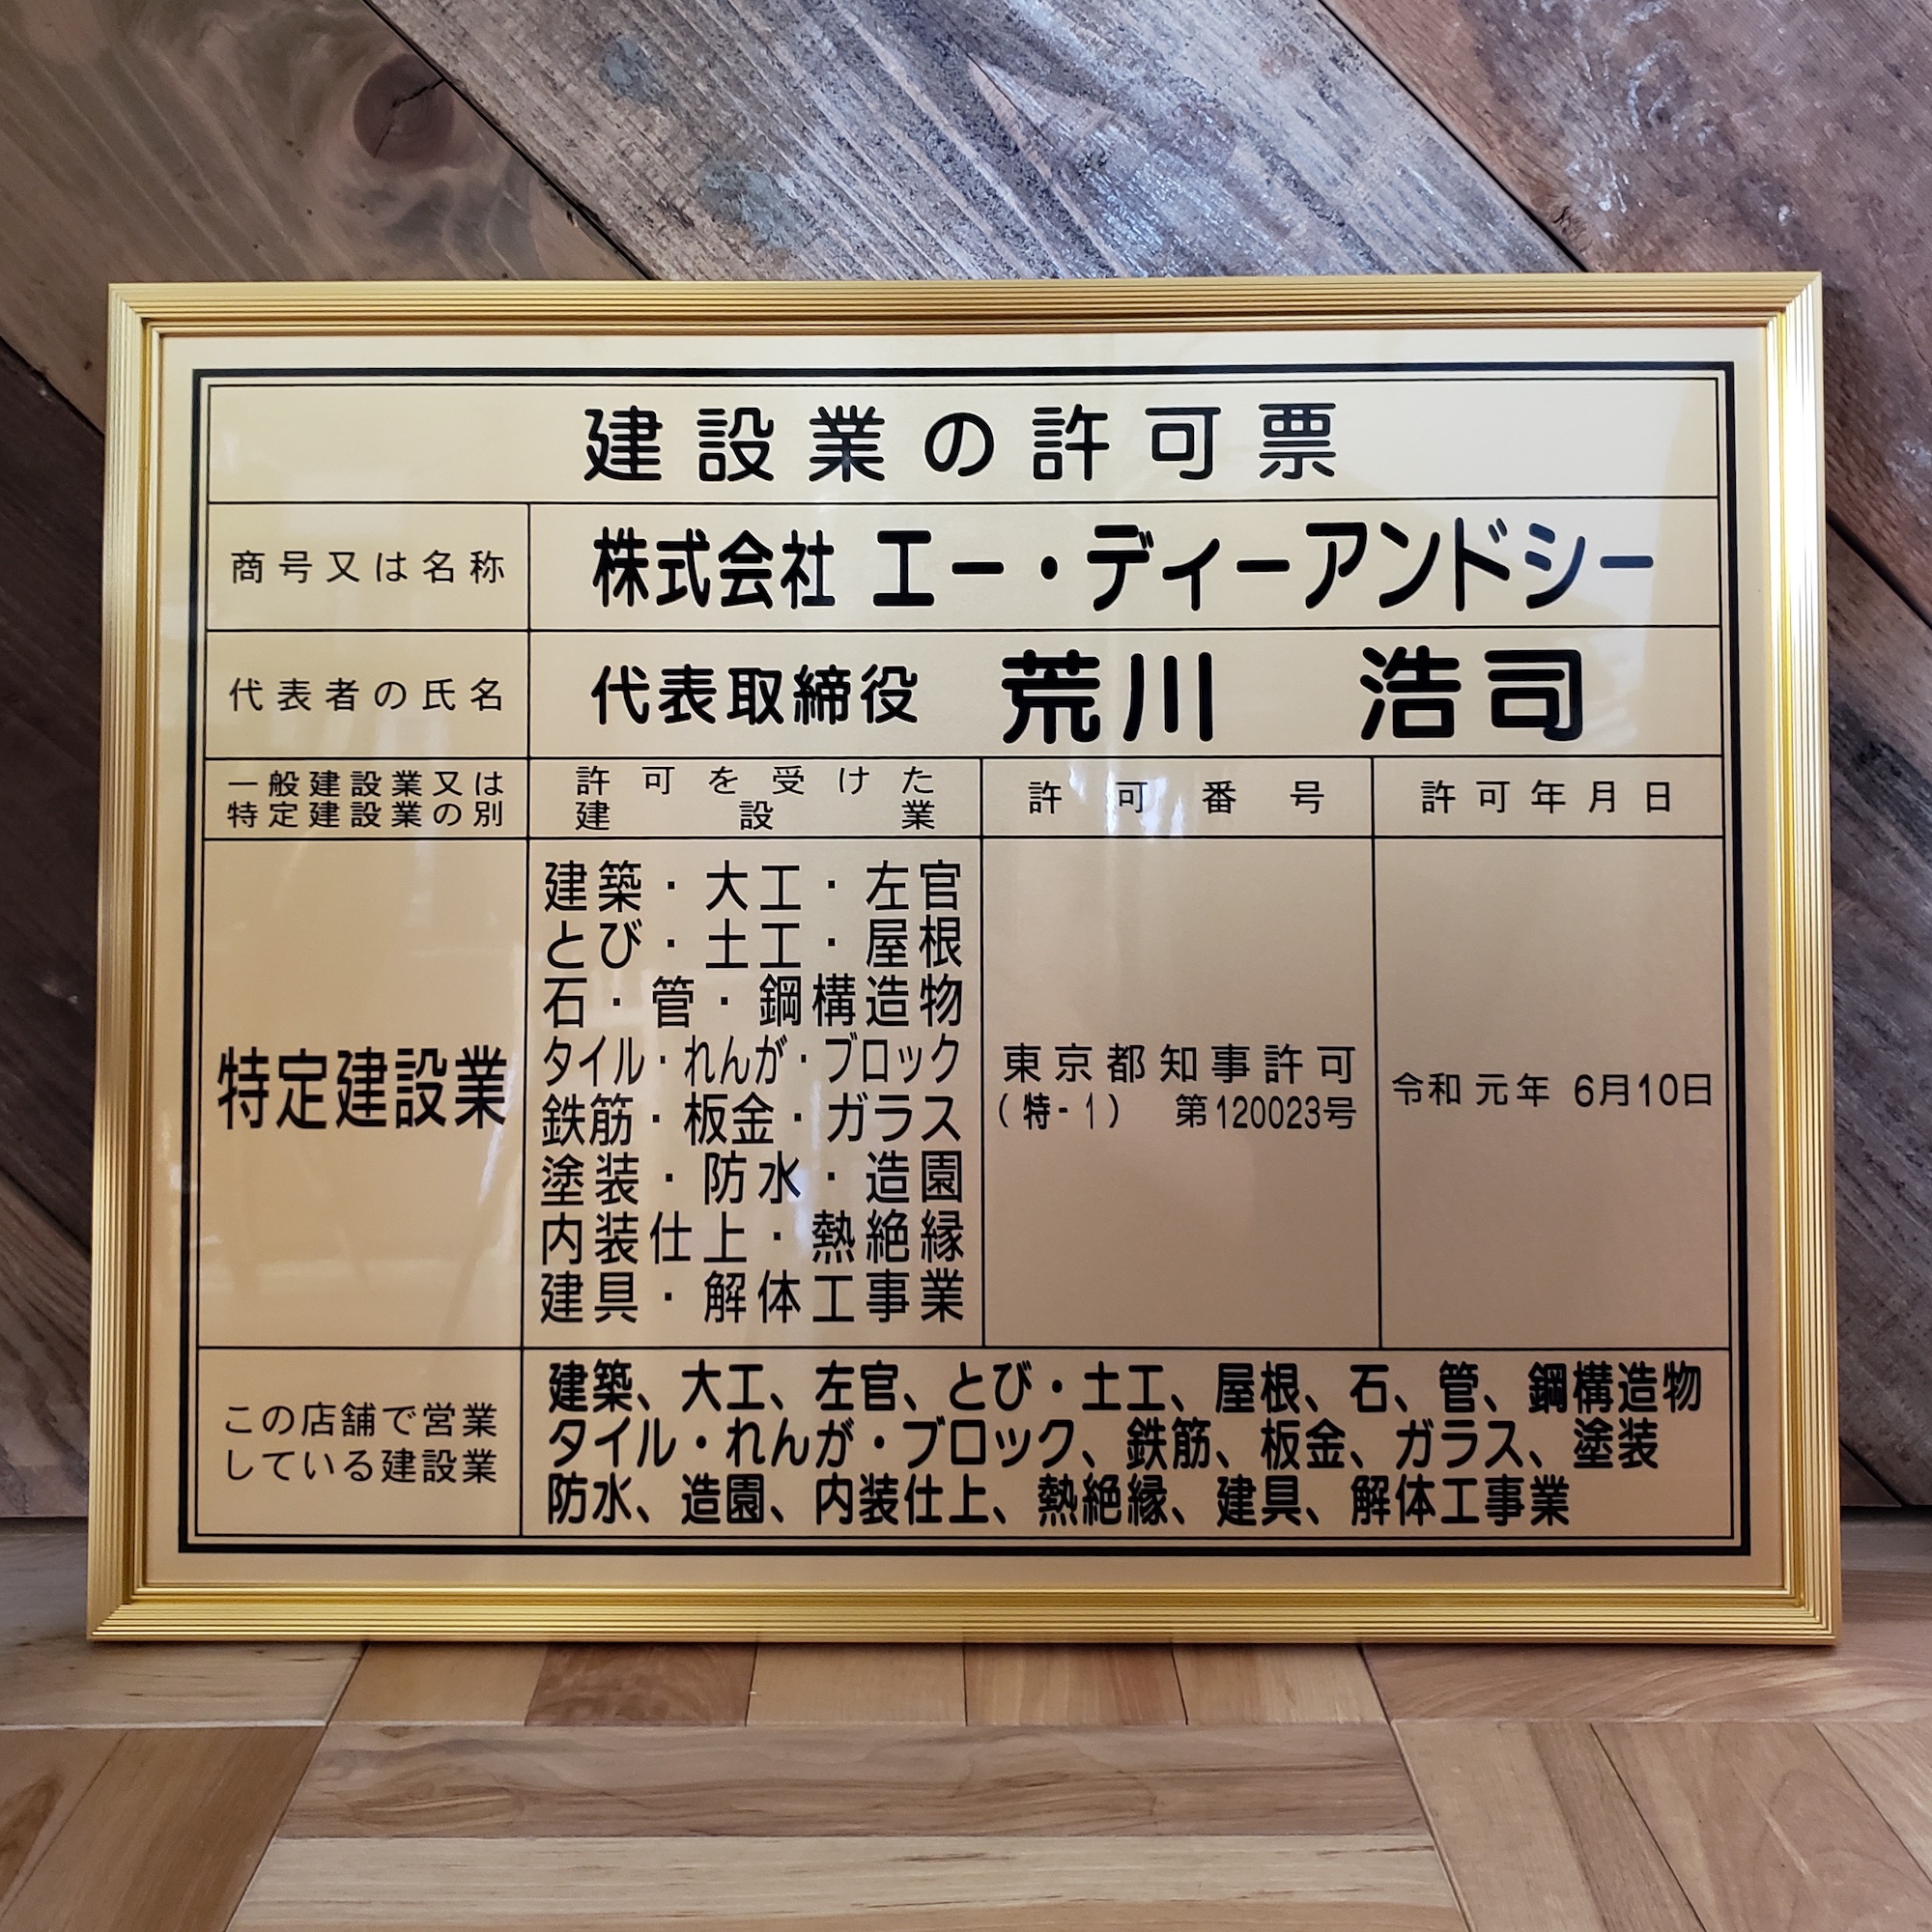 建設業の許可票
商号又は名称
株式会社 エー・ディーアンドシー
代表者の氏名
代表取締役 荒川 浩司
一般建設業又は
特定建設業の別
許可を受けた
建設業
許可番号
許可年月日
特定建設業
建築・大工・左官
とび・土工・屋根
石・管・鋼構造物
タイル・れんが・ブロック
鉄筋・板金・ガラス
塗装・防水・造園
内装仕上・熱絶縁
建具・解体工事業
東京都知事許可
(特-1) 第120023号
令和元年 6月10日
この店舗で営業
している建設業
建築、大工、左官、とび・土工、屋根、石、管、鋼構造物
タイル・れんが・ブロック、鉄筋、板金、ガラス、塗装
防水、造園、内装仕上、熱絶縁、建具、解体工事業